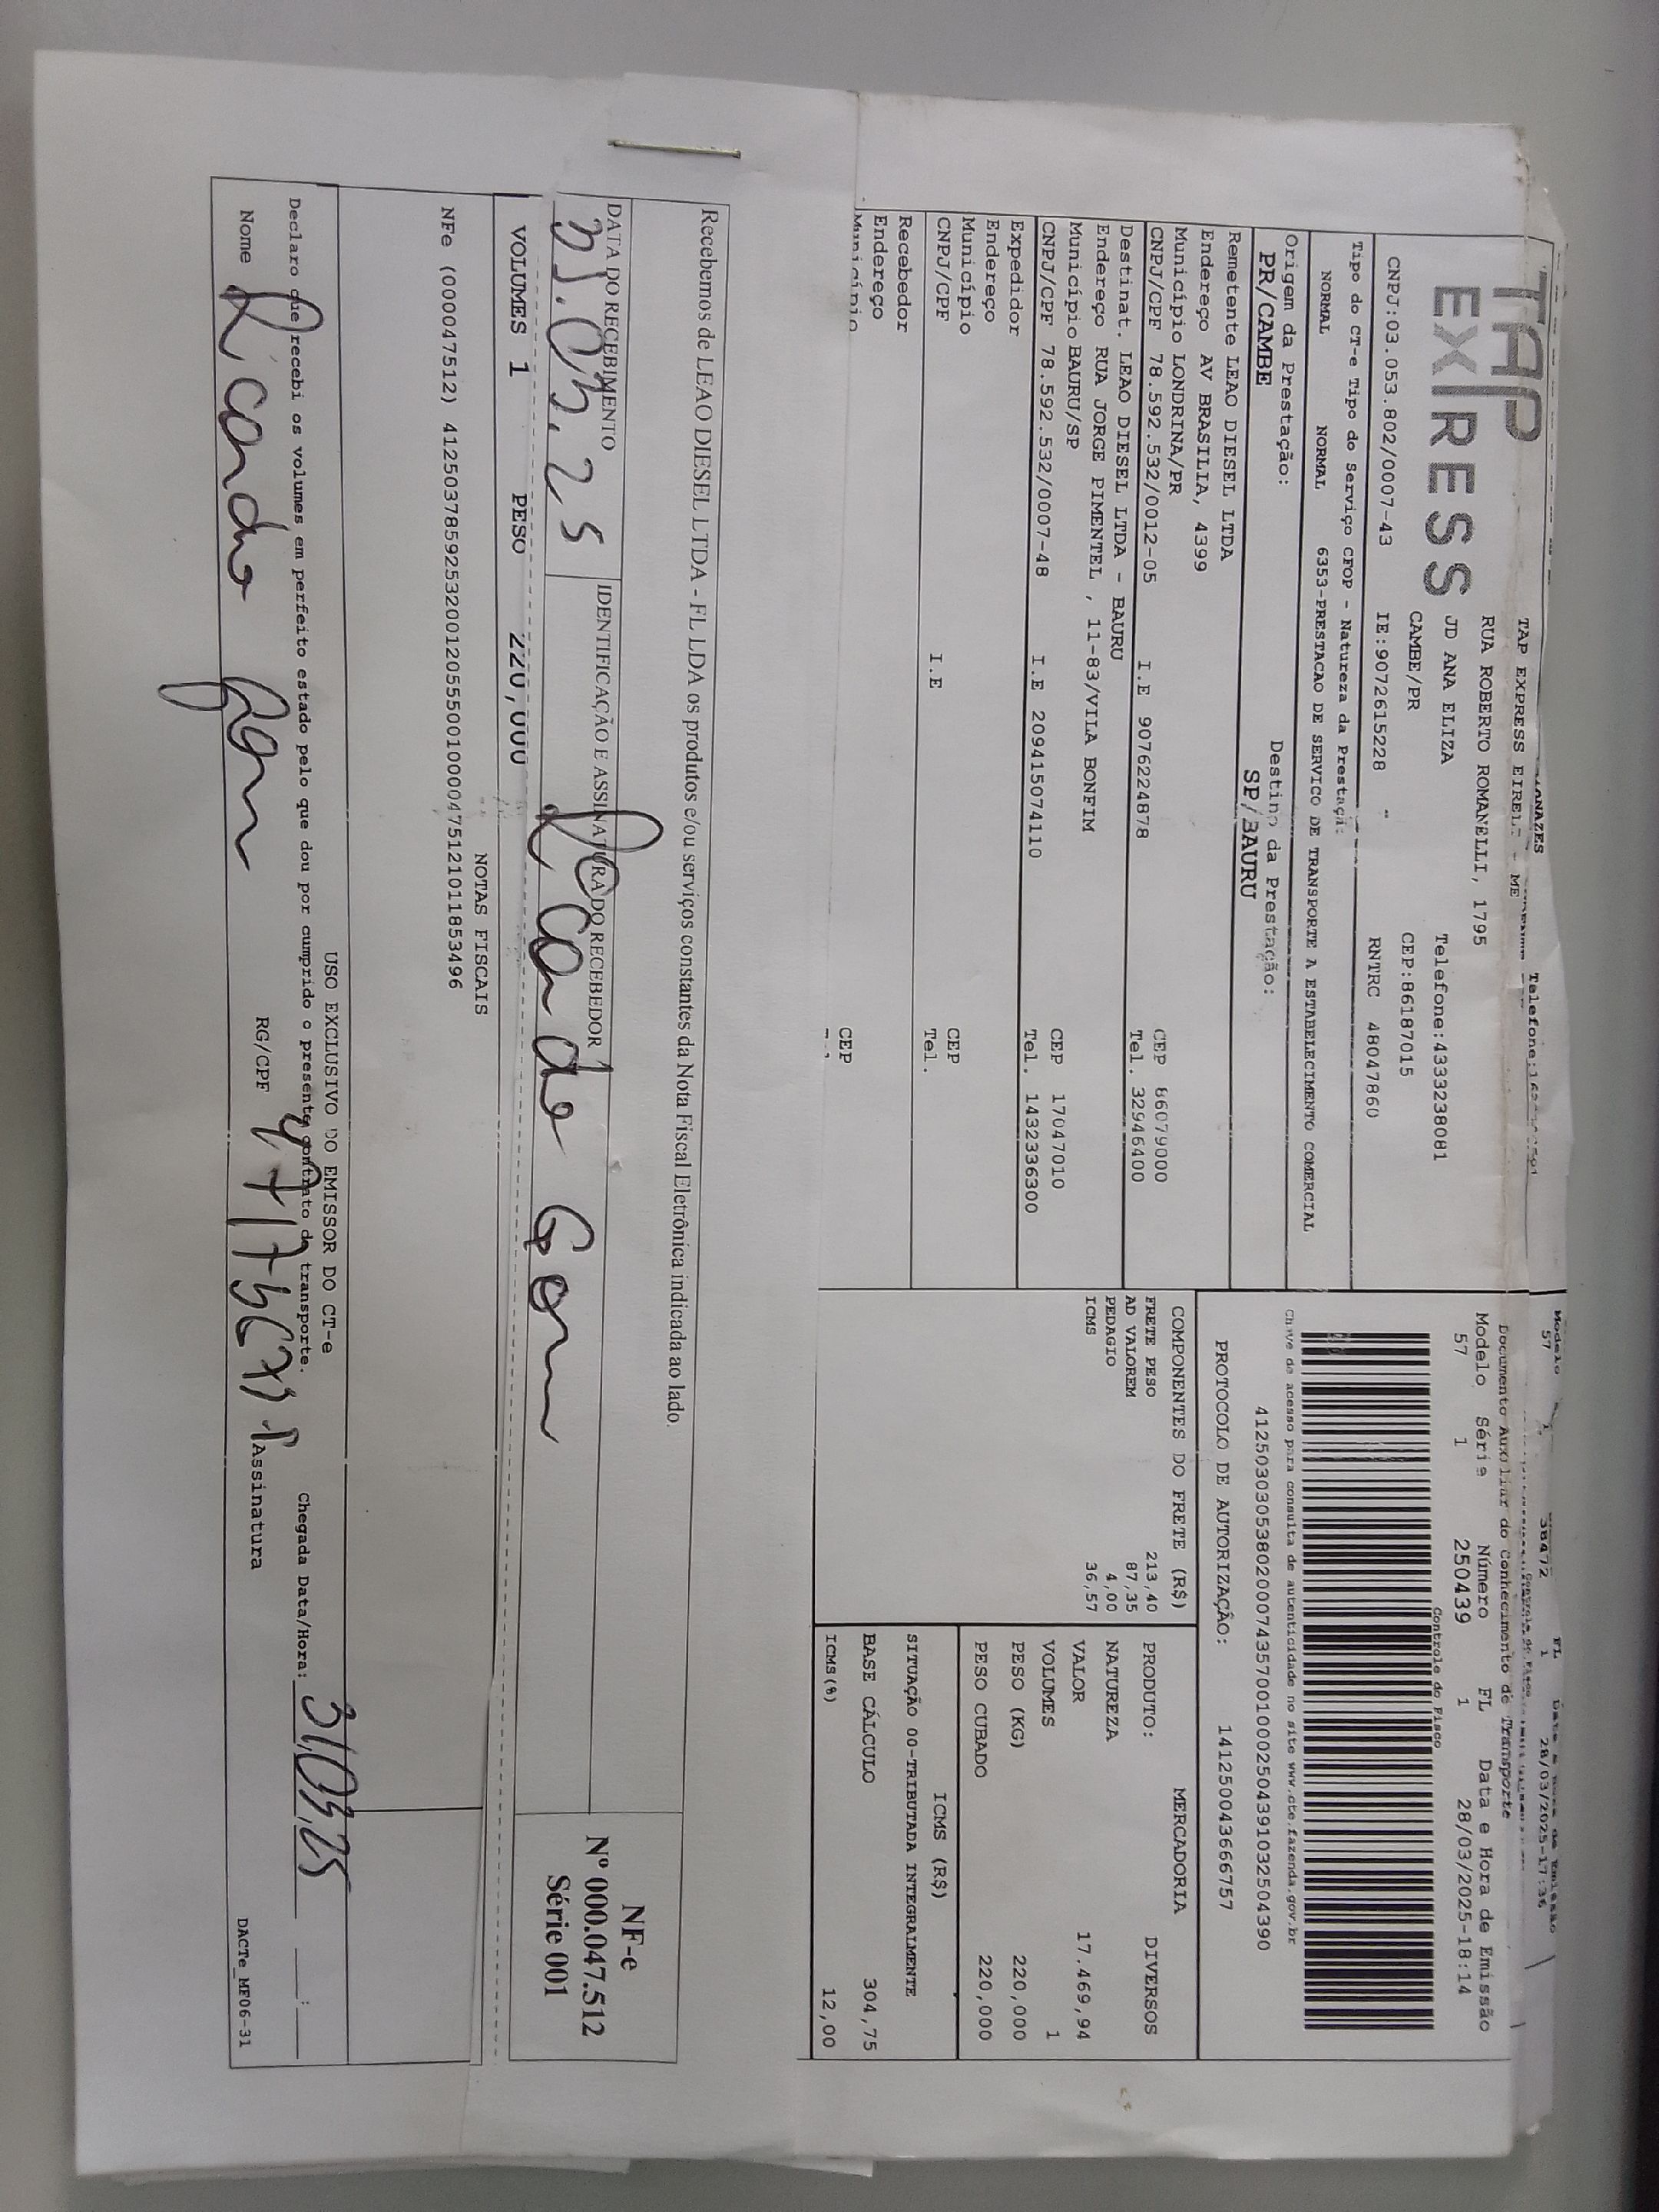 TAP
EXPRESS
TAP EXPRESS EIRELI - ME
RUA ROBERTO ROMANELLI, 1795
JD ANA ELIZA
Telefone:4333238081
CAMBE/PR
CEP:86187015
CNPJ:03.053.802/0007-43
IE:9072615228
RNTRC 48047860
Tipo do CT-e Tipo do Serviço CFOP - Natureza da Prestaçã:
NORMAL NORMAL 6353-PRESTACAO DE SERVICO DE TRANSPORTE A ESTABELECIMENTO COMERCIAL
Origem da Prestação:
PR/CAMBE
Destino da Prestação:
SP/BAURU
Remetente LEAO DIESEL LTDA
Endereço AV BRASILIA, 4399
Município LONDRINA/PR
CEP 86079000
CNPJ/CPF 78.592.532/0012-05 I.E 9076224878 Tel. 32946400
Destinat. LEAO DIESEL LTDA - BAURU
Endereço RUA JORGE PIMENTEL , 11-83/VILA BONFIM
Município BAURU/SP
CEP 17047010
CNPJ/CPF 78.592.532/0007-48 I.E 209415074110 Tel. 1432336300
Expedidor
Endereço
Município
CEP
CNPJ/CPF I.E Tel.
Recebedor
Endereço
Município
CEP
Modelo
57
28/03/2025-17:36
Documento Auxiliar do Conhecimento de Transporte
Modelo Série Número FL Data e Hora de Emissão
57 1 250439 1 28/03/2025-18:14
Controle do Fisco
Chave de acesso para consulta de autenticidade no site www.cte.fazenda.gov.br
41250303053802000743570010002504391032504390
PROTOCOLO DE AUTORIZAÇÃO: 141250043666757
COMPONENTES DO FRETE (R$)
FRETE PESO 213,40
AD VALOREM 87,35
PEDAGIO 4,00
ICMS 36,57
MERCADORIA
PRODUTO: DIVERSOS
NATUREZA
VALOR 17.469,94
VOLUMES 1
PESO (KG) 220,000
PESO CUBADO 220,000
ICMS (R$)
SITUAÇÃO 00-TRIBUTADA INTEGRALMENTE
BASE CÁLCULO 304,75
ICMS(%) 12,00
Recebemos de LEAO DIESEL LTDA - FL LDA os produtos e/ou serviços constantes da Nota Fiscal Eletrônica indicada ao lado.
DATA DO RECEBIMENTO
31.03.25
IDENTIFICAÇÃO E ASSINATURA DO RECEBEDOR
NF-e
Nº 000.047.512
Série 001
VOLUMES 1 PESO 220,000
NOTAS FISCAIS
NFe (000047512) 41250378592532001205550010000475121011853496
USO EXCLUSIVO DO EMISSOR DO CT-e
Declaro que recebi os volumes em perfeito estado pelo que dou por cumprido o presente contrato de transporte.
Chegada Data/Hora: 31,03,25
Nome
RG/CPF
Assinatura
DACTe_MF06-31